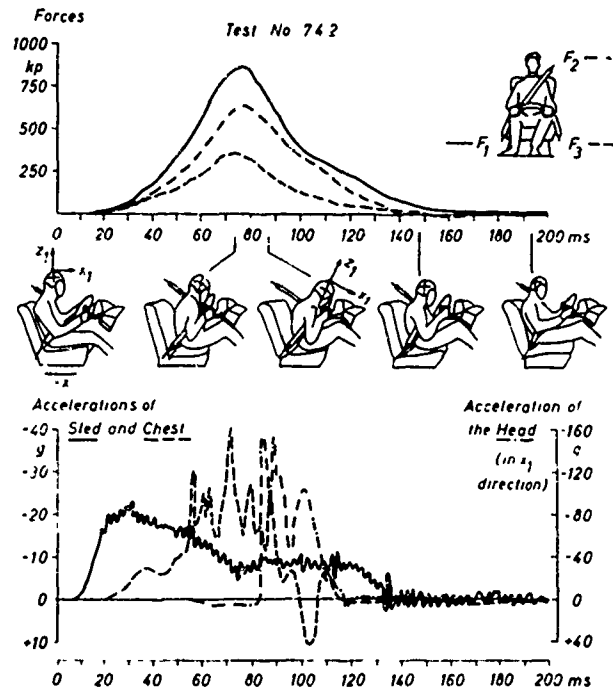 Forces
Test No 742
1000
kp
750
500
250
F2
F1
F3
0 20 40 60 80 100 120 140 160 180 200 ms
z1
x1
z1
x1
-x
Accelerations of
Sled and Chest
Acceleration of
the Head
(in x1
direction)
-40
g
-30
-20
-10
0
+10
-160
g
-120
-80
-40
0
+40
0 20 40 60 80 100 120 140 160 180 200 ms